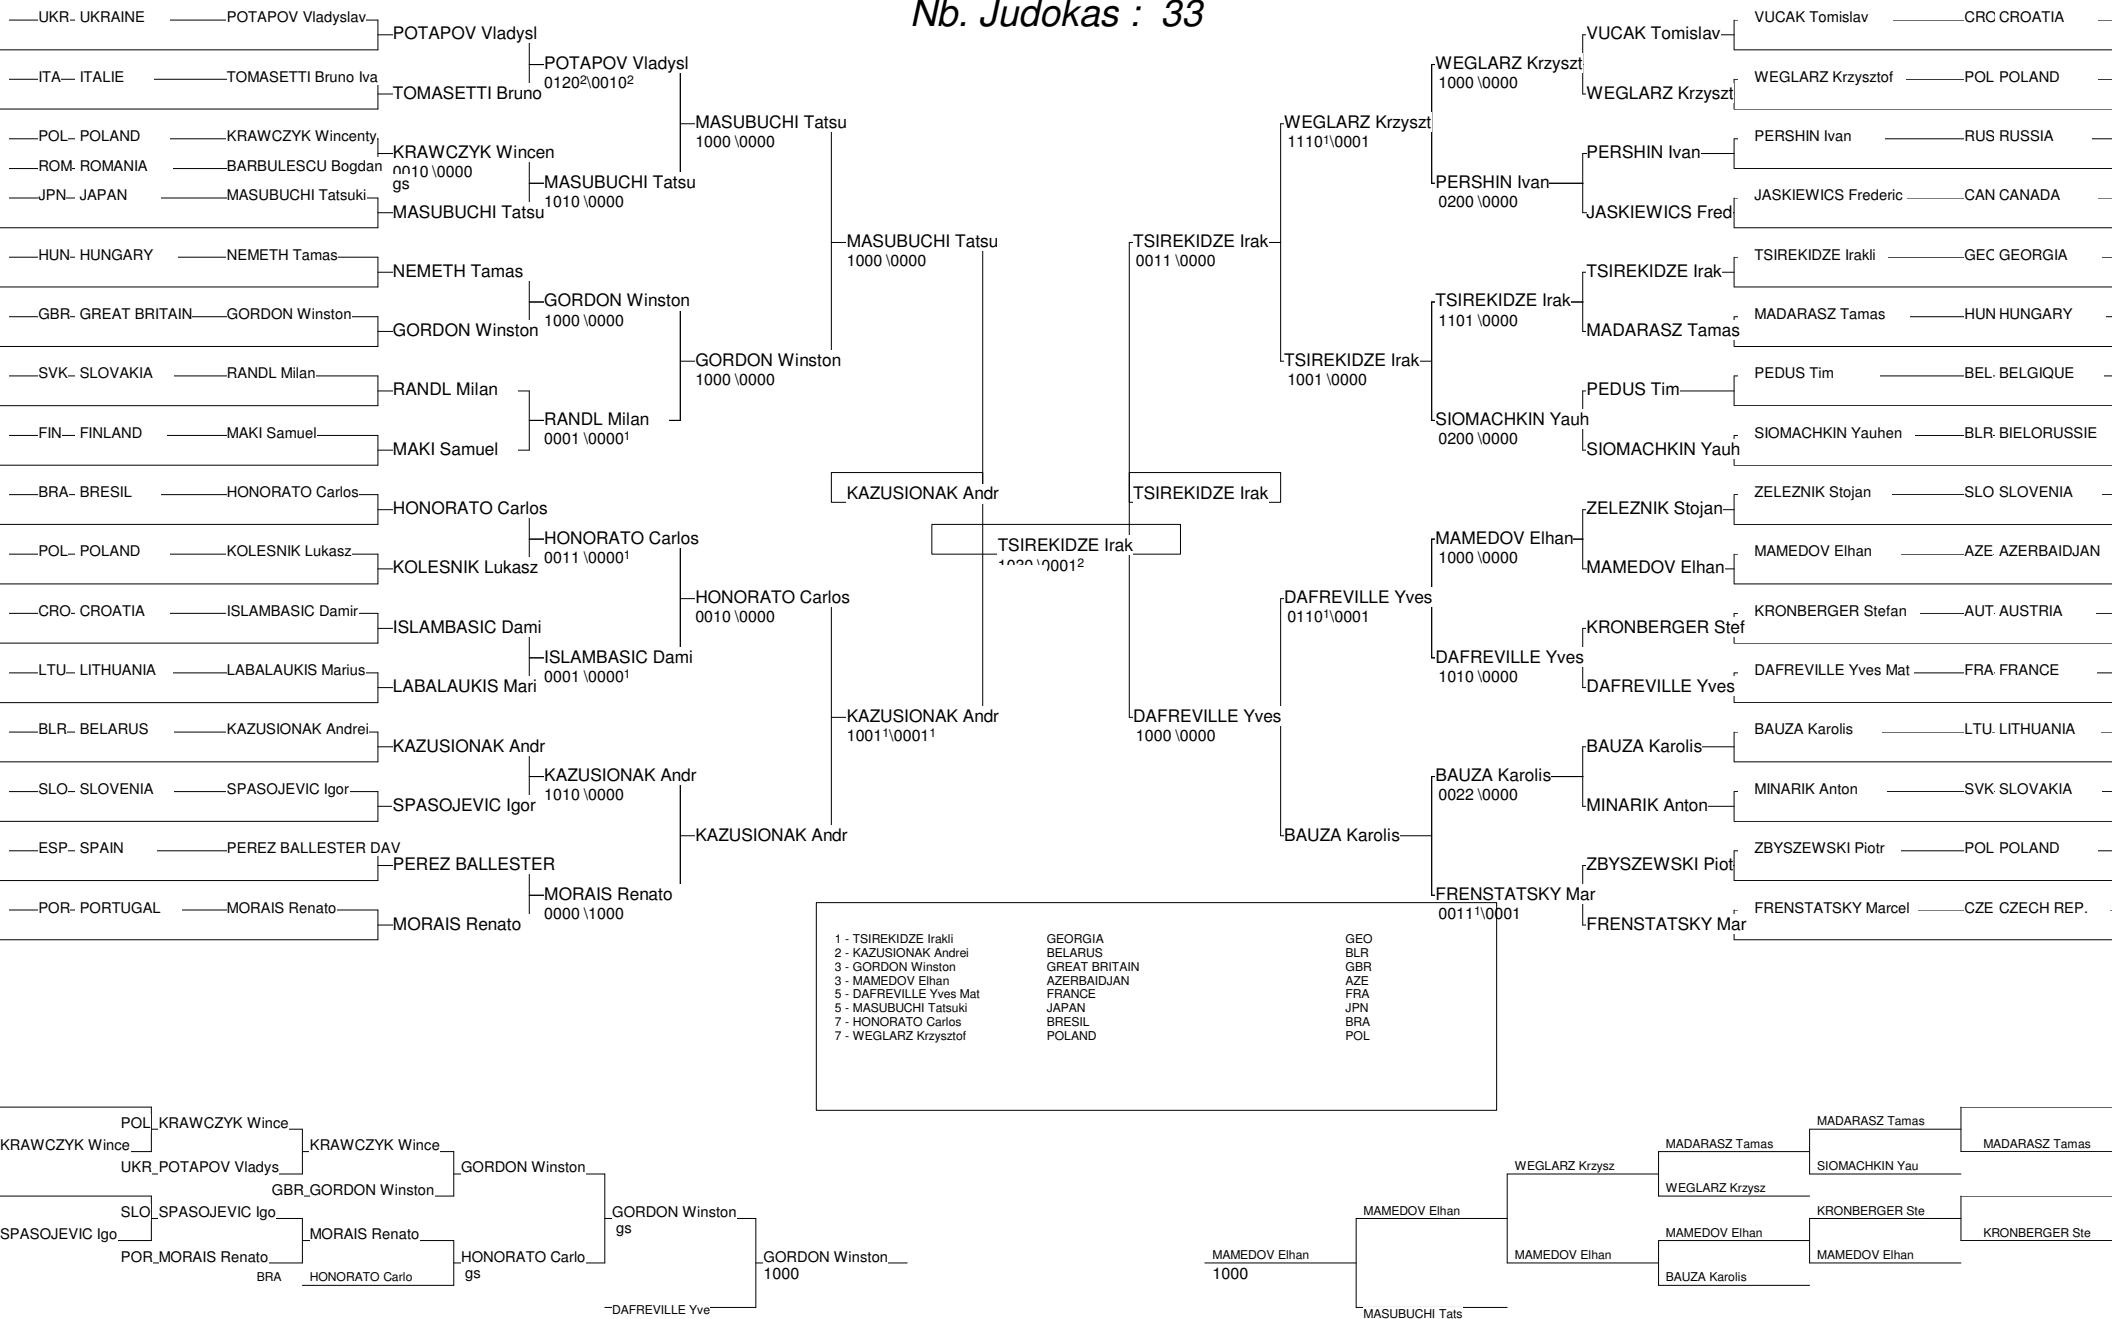 Nb. Judokas : 33
UKR UKRAINE POTAPOV Vladyslav
ITA ITALIE TOMASETTI Bruno Iva
POL POLAND KRAWCZYK Wincenty
ROM ROMANIA BARBULESCU Bogdan
JPN JAPAN MASUBUCHI Tatsuki
HUN HUNGARY NEMETH Tamas
GBR GREAT BRITAIN GORDON Winston
SVK SLOVAKIA RANDL Milan
FIN FINLAND MAKI Samuel
BRA BRESIL HONORATO Carlos
POL POLAND KOLESNIK Lukasz
CRO CROATIA ISLAMBASIC Damir
LTU LITHUANIA LABALAUKIS Marius
BLR BELARUS KAZUSIONAK Andrei
SLO SLOVENIA SPASOJEVIC Igor
ESP SPAIN PEREZ BALLESTER DAV
POR PORTUGAL MORAIS Renato
POTAPOV Vladysl
TOMASETTI Bruno
KRAWCZYK Wincen
0010 \0000
gs
MASUBUCHI Tatsu
NEMETH Tamas
GORDON Winston
RANDL Milan
MAKI Samuel
HONORATO Carlos
KOLESNIK Lukasz
ISLAMBASIC Dami
LABALAUKIS Mari
KAZUSIONAK Andr
SPASOJEVIC Igor
PEREZ BALLESTER
MORAIS Renato
POTAPOV Vladysl
0120²\0010²
MASUBUCHI Tatsu
1010 \0000
GORDON Winston
1000 \0000
RANDL Milan
0001 \0000¹
HONORATO Carlos
0011 \0000¹
ISLAMBASIC Dami
0001 \0000¹
KAZUSIONAK Andr
1010 \0000
MORAIS Renato
0000 \1000
MASUBUCHI Tatsu
1000 \0000
GORDON Winston
1000 \0000
HONORATO Carlos
0010 \0000
KAZUSIONAK Andr
MASUBUCHI Tatsu
1000 \0000
KAZUSIONAK Andr
1001¹\0001¹
KAZUSIONAK Andr
TSIREKIDZE Irak
TSIREKIDZE Irak
1030 \0001²
TSIREKIDZE Irak
0011 \0000
DAFREVILLE Yves
1000 \0000
WEGLARZ Krzyszt
1110¹\0001
TSIREKIDZE Irak
1001 \0000
DAFREVILLE Yves
0110¹\0001
BAUZA Karolis
WEGLARZ Krzyszt
1000 \0000
PERSHIN Ivan
0200 \0000
TSIREKIDZE Irak
1101 \0000
SIOMACHKIN Yauh
0200 \0000
MAMEDOV Elhan
1000 \0000
DAFREVILLE Yves
1010 \0000
BAUZA Karolis
0022 \0000
FRENSTATSKY Mar
0011¹\0001
VUCAK Tomislav
WEGLARZ Krzyszt
PERSHIN Ivan
JASKIEWICS Fred
TSIREKIDZE Irak
MADARASZ Tamas
PEDUS Tim
SIOMACHKIN Yauh
ZELEZNIK Stojan
MAMEDOV Elhan
KRONBERGER Stef
DAFREVILLE Yves
BAUZA Karolis
MINARIK Anton
ZBYSZEWSKI Piot
FRENSTATSKY Mar
VUCAK Tomislav CRO CROATIA
WEGLARZ Krzysztof POL POLAND
PERSHIN Ivan RUS RUSSIA
JASKIEWICS Frederic CAN CANADA
TSIREKIDZE Irakli GEO GEORGIA
MADARASZ Tamas HUN HUNGARY
PEDUS Tim BEL BELGIQUE
SIOMACHKIN Yauhen BLR BIELORUSSIE
ZELEZNIK Stojan SLO SLOVENIA
MAMEDOV Elhan AZE AZERBAIDJAN
KRONBERGER Stefan AUT AUSTRIA
DAFREVILLE Yves Mat FRA FRANCE
BAUZA Karolis LTU LITHUANIA
MINARIK Anton SVK SLOVAKIA
ZBYSZEWSKI Piotr POL POLAND
FRENSTATSKY Marcel CZE CZECH REP.
1 - TSIREKIDZE Irakli GEORGIA GEO
2 - KAZUSIONAK Andrei BELARUS BLR
3 - GORDON Winston GREAT BRITAIN GBR
3 - MAMEDOV Elhan AZERBAIDJAN AZE
5 - DAFREVILLE Yves Mat FRANCE FRA
5 - MASUBUCHI Tatsuki JAPAN JPN
7 - HONORATO Carlos BRESIL BRA
7 - WEGLARZ Krzysztof POLAND POL
KRAWCZYK Wince
SPASOJEVIC Igo
POL KRAWCZYK Wince
UKR POTAPOV Vladys
SLO SPASOJEVIC Igo
POR MORAIS Renato
KRAWCZYK Wince
GBR GORDON Winston
MORAIS Renato
BRA HONORATO Carlo
GORDON Winston
HONORATO Carlo
gs
GORDON Winston
gs
DAFREVILLE Yve
GORDON Winston
1000
MAMEDOV Elhan
1000
MAMEDOV Elhan
MASUBUCHI Tats
WEGLARZ Krzysz
MAMEDOV Elhan
MADARASZ Tamas
WEGLARZ Krzysz
MAMEDOV Elhan
BAUZA Karolis
MADARASZ Tamas
SIOMACHKIN Yau
KRONBERGER Ste
MAMEDOV Elhan
MADARASZ Tamas
KRONBERGER Ste